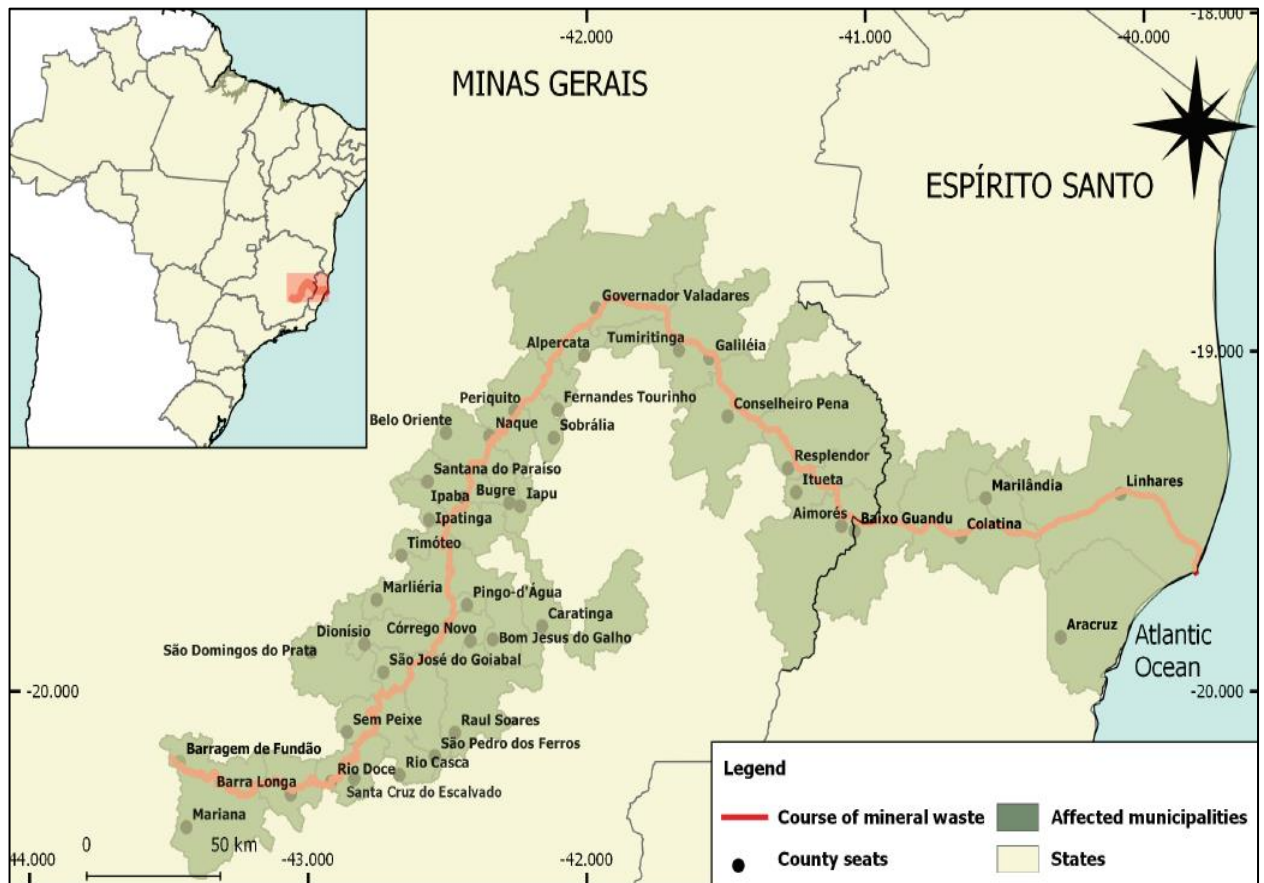 -42.000
-41.000
-40.000
-18.000
MINAS GERAIS
ESPÍRITO SANTO
Governador Valadares
Alpercata
Tumiritinga
Galiléia
-19.000
Periquito
Fernandes Tourinho
Conselheiro Pena
Belo Oriente
Naque
Sobrália
Santana do Paraíso
Resplendor
Ipaba
Bugre
Iapu
Itueta
Marilândia
Linhares
Ipatinga
Aimorés
Baixo Guandu
Colatina
Timóteo
Marliéria
Pingo-d'Água
Caratinga
Dionísio
Córrego Novo
Bom Jesus do Galho
Aracruz
São Domingos do Prata
São José do Goiabal
Atlantic
Ocean
-20.000
-20.000
Sem Peixe
Raul Soares
São Pedro dos Ferros
Barragem de Fundão
Rio Doce
Rio Casca
Barra Longa
Santa Cruz do Escalvado
Mariana
0
50 km
-44.000
-43.000
-42.000
Legend
Course of mineral waste
Affected municipalities
County seats
States